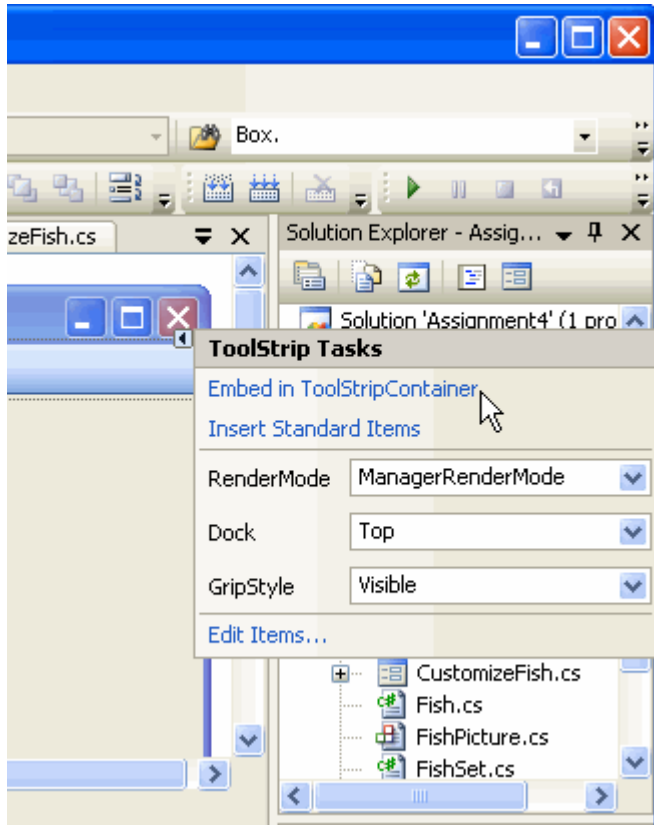 Box.
zeFish.cs
Solution Explorer - Assig...
Solution 'Assignment4' (1 pro
ToolStrip Tasks
Embed in ToolStripContainer
Insert Standard Items
RenderMode ManagerRenderMode
Dock Top
GripStyle Visible
Edit Items...
CustomizeFish.cs
Fish.cs
FishPicture.cs
FishSet.cs